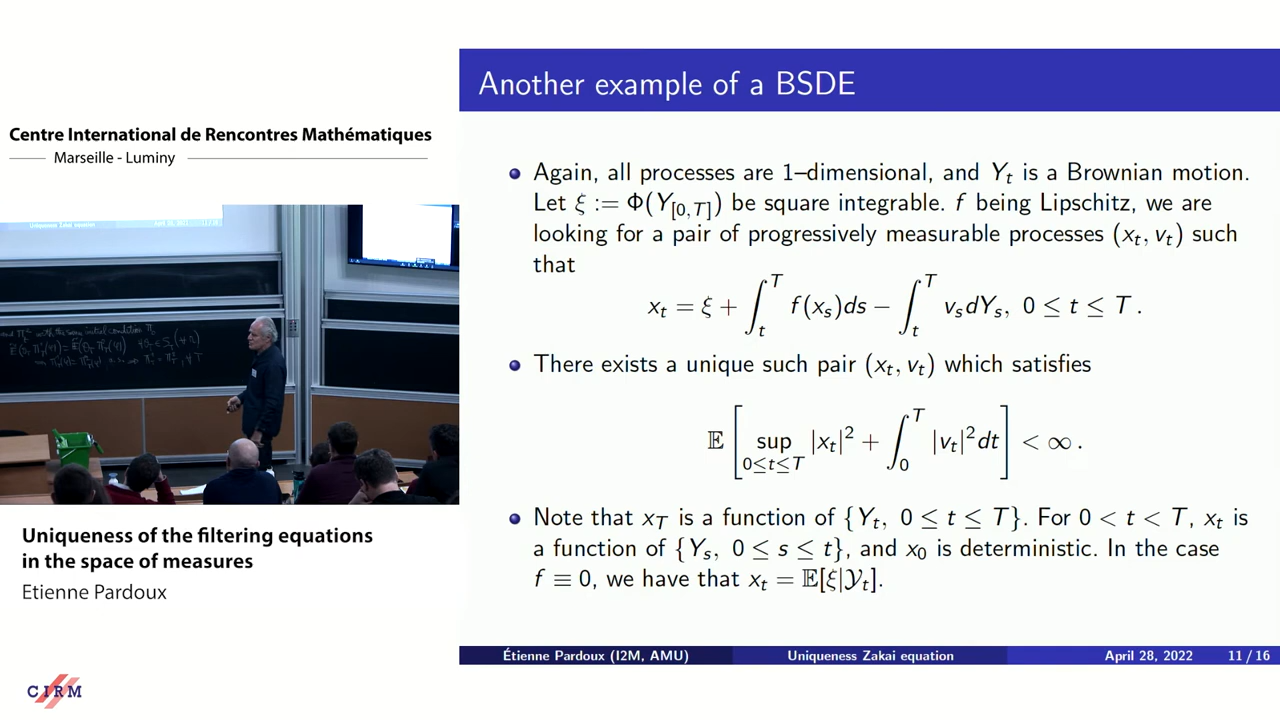 Centre International de Rencontres Mathématiques
Marseille - Luminy
Uniqueness of the filtering equations
in the space of measures
Etienne Pardoux
CIRM
Another example of a BSDE
Again, all processes are 1–dimensional, and Y_t is a Brownian motion.
Let ξ := Φ(Y_[0,T]) be square integrable. f being Lipschitz, we are
looking for a pair of progressively measurable processes (x_t, v_t) such
that
x_t = ξ + ∫_t^T f(x_s)ds − ∫_t^T v_s dY_s, 0 ≤ t ≤ T .
There exists a unique such pair (x_t, v_t) which satisfies
𝔼 [ sup_{0≤t≤T} |x_t|^2 + ∫_0^T |v_t|^2 dt ] < ∞ .
Note that x_T is a function of {Y_t, 0 ≤ t ≤ T}. For 0 < t < T, x_t is
a function of {Y_s, 0 ≤ s ≤ t}, and x_0 is deterministic. In the case
f ≡ 0, we have that x_t = 𝔼[ξ|𝒴_t].
Étienne Pardoux (I2M, AMU) Uniqueness Zakai equation April 28, 2022 11 / 16